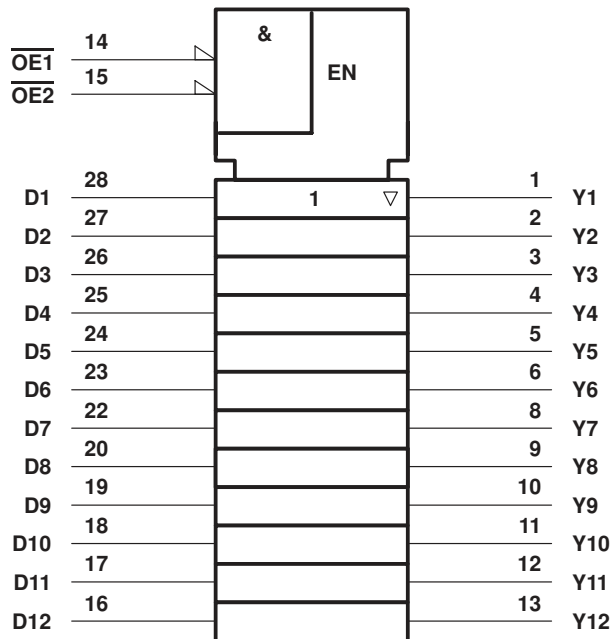 &
14
OE1
EN
15
OE2
28 1
D1 1 ▽ Y1
27 2
D2 Y2
26 3
D3 Y3
25 4
D4 Y4
24 5
D5 Y5
23 6
D6 Y6
22 8
D7 Y7
20 9
D8 Y8
19 10
D9 Y9
18 11
D10 Y10
17 12
D11 Y11
16 13
D12 Y12